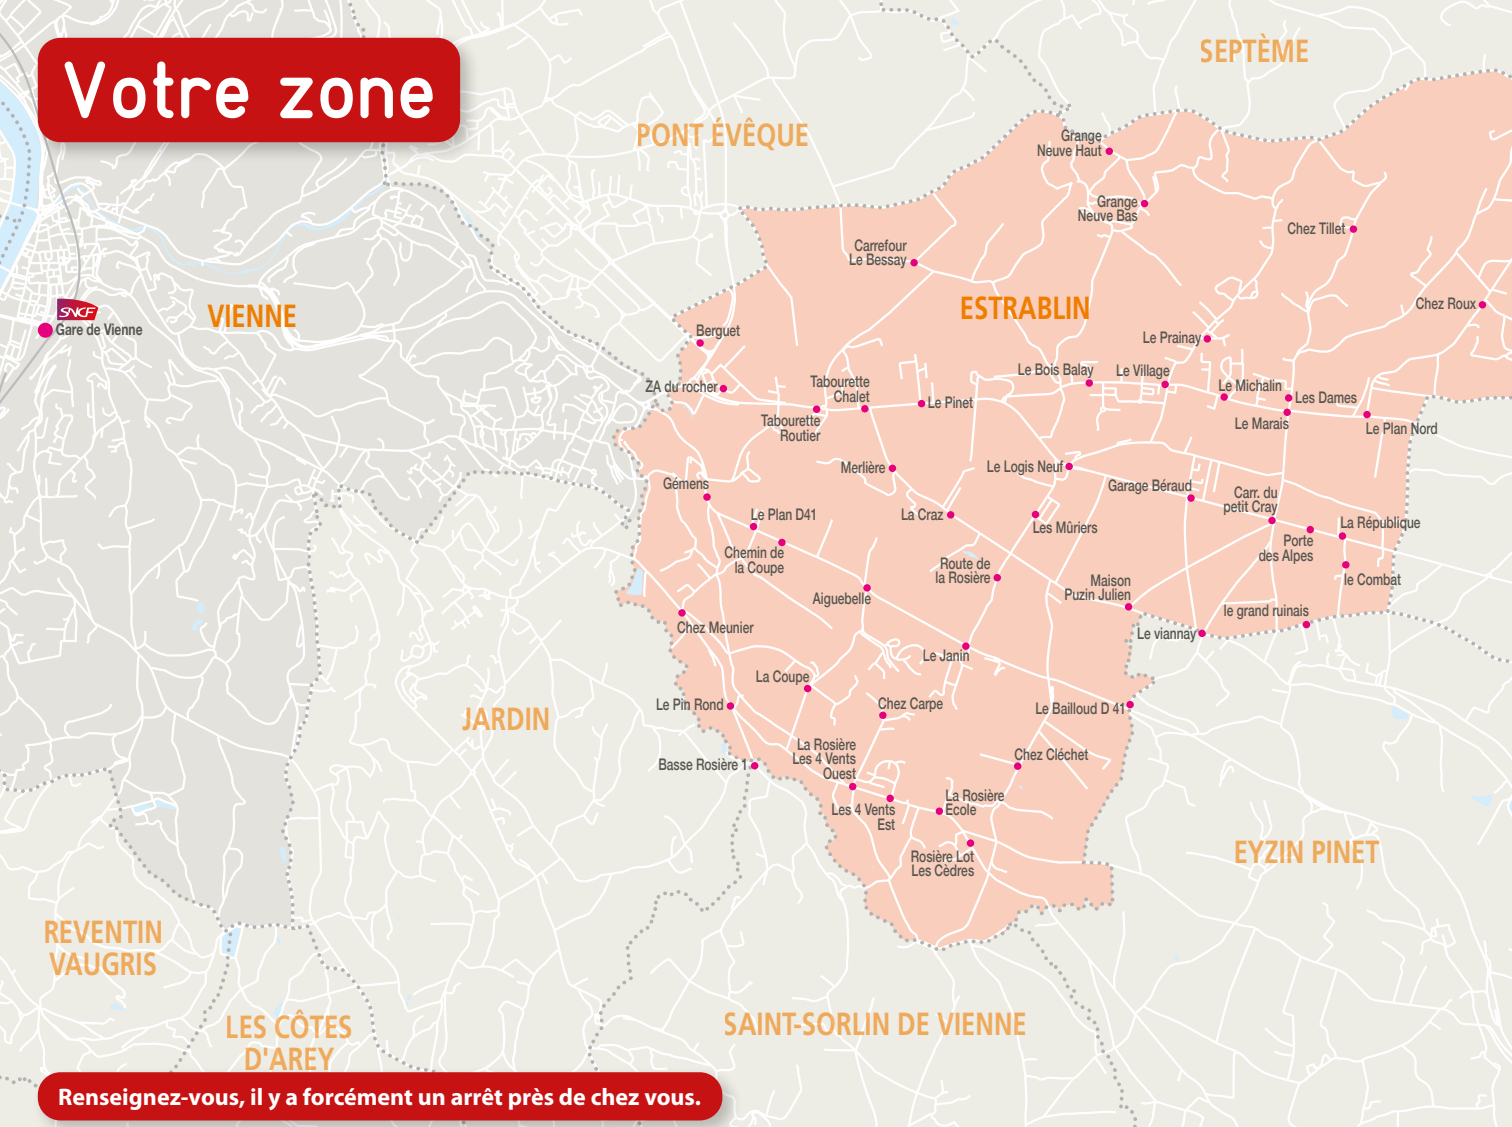 Votre zone
SEPTÈME
PONT ÉVÊQUE
Grange
Neuve Haut
Grange
Neuve Bas
Chez Tillet
Carrefour
Le Bessay
ESTRABLIN
Chez Roux
SNCF
Gare de Vienne
VIENNE
Berguet
Le Prainay
ZA du rocher
Tabourette
Chalet
Le Pinet
Le Bois Balay
Le Village
Le Michalin
Les Dames
Tabourette
Routier
Le Marais
Le Plan Nord
Merlière
Le Logis Neuf
Gémens
Garage Béraud
Carr. du
petit Cray
Le Plan D41
La Craz
Les Mûriers
La République
Chemin de
la Coupe
Porte
des Alpes
Route de
la Rosière
le Combat
Maison
Puzin Julien
Aiguebelle
le grand ruinais
Chez Meunier
Le viannay
Le Janin
La Coupe
Le Pin Rond
Chez Carpe
Le Bailloud D 41
JARDIN
La Rosière
Les 4 Vents
Ouest
Basse Rosière 1
Chez Cléchet
Les 4 Vents
Est
La Rosière
Ecole
Rosière Lot
Les Cèdres
EYZIN PINET
REVENTIN
VAUGRIS
LES CÔTES
D'AREY
SAINT-SORLIN DE VIENNE
Renseignez-vous, il y a forcément un arrêt près de chez vous.